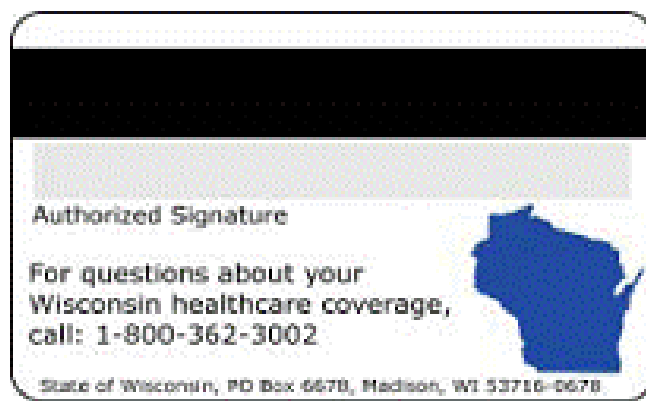 Authorized Signature
For questions about your
Wisconsin healthcare coverage,
call: 1-800-362-3002
State of Wisconsin, PO Box 6678, Madison, WI 53716-0678